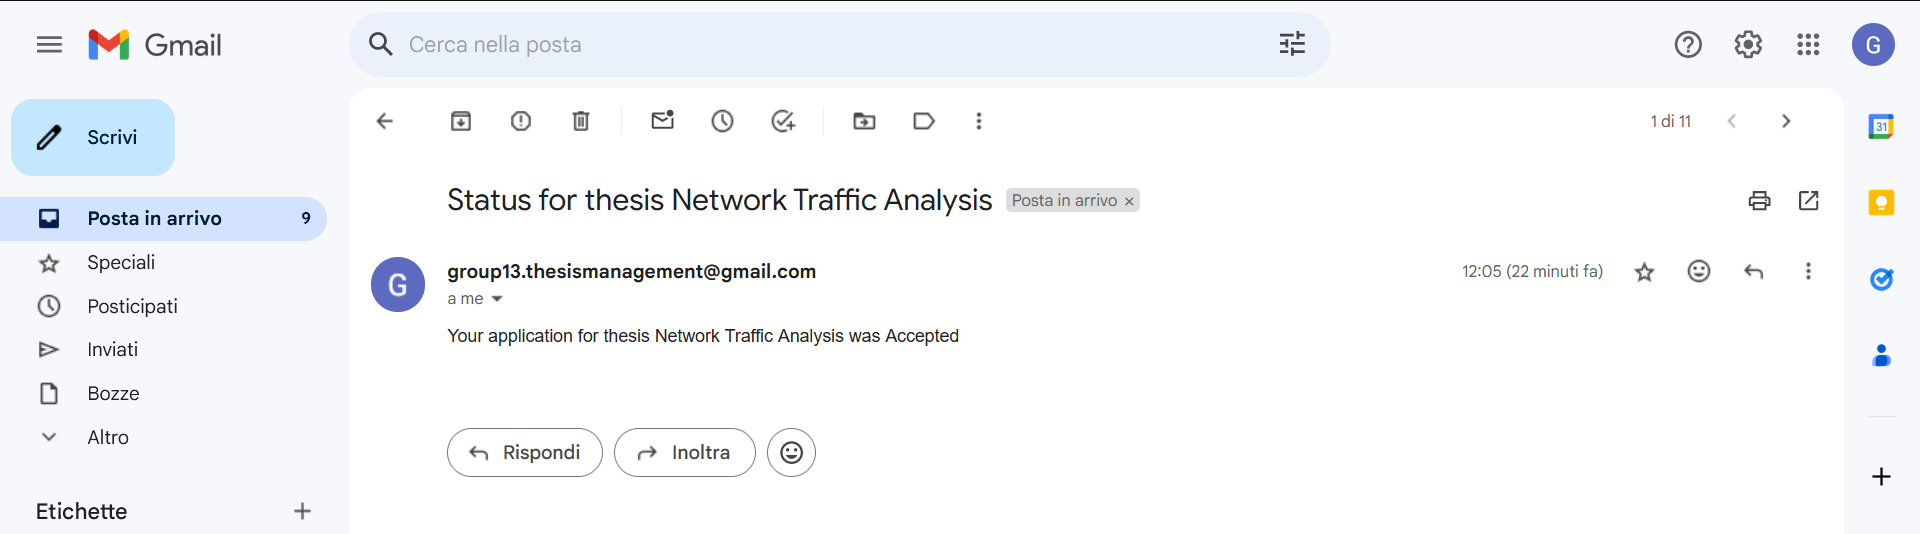 Gmail
Cerca nella posta
G
Scrivi
1 di 11
31
Status for thesis Network Traffic Analysis Posta in arrivo ×
Posta in arrivo 9
Speciali
Posticipati
Inviati
Bozze
Altro
Etichette
G
group13.thesismanagement@gmail.com
12:05 (22 minuti fa)
a me
Your application for thesis Network Traffic Analysis was Accepted
Rispondi
Inoltra